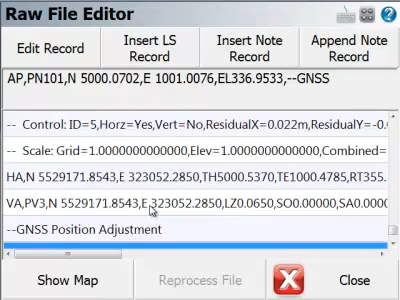 Raw File Editor
Edit Record
Insert LS
Record
Insert Note
Record
Append Note
Record
AP,PN101,N 5000.0702,E 1001.0076,EL336.9533,--GNSS
-- Control: ID=5,Horz=Yes,Vert=No,ResidualX=0.022m,ResidualY=-0.
-- Scale: Grid=1.0000000000000,Elev=1.0000000000000,Combined=
HA,N 5529171.8543,E 323052.2850,TH5000.5370,TE1000.4785,RT355.
VA,PV3,N 5529171.8543,E 323052.2850,LZ0.0650,SO0.0000,SA0.0000
--GNSS Position Adjustment
Show Map
Reprocess File
Close